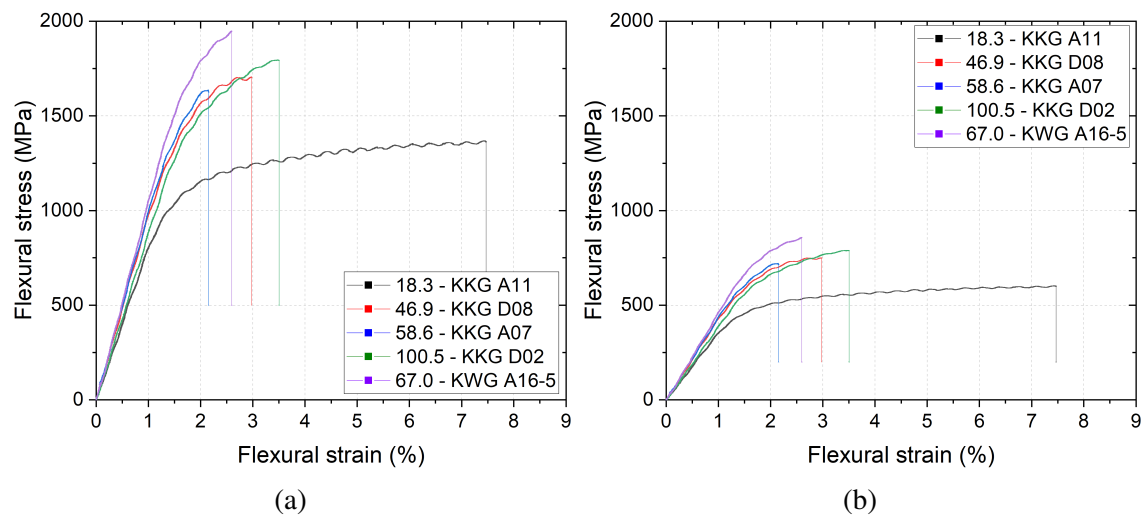 2000
1500
1000
500
0
Flexural stress (MPa)
18.3 - KKG A11
46.9 - KKG D08
58.6 - KKG A07
100.5 - KKG D02
67.0 - KWG A16-5
0 1 2 3 4 5 6 7 8 9
Flexural strain (%)
(a)
2000
1500
1000
500
0
Flexural stress (MPa)
18.3 - KKG A11
46.9 - KKG D08
58.6 - KKG A07
100.5 - KKG D02
67.0 - KWG A16-5
0 1 2 3 4 5 6 7 8 9
Flexural strain (%)
(b)